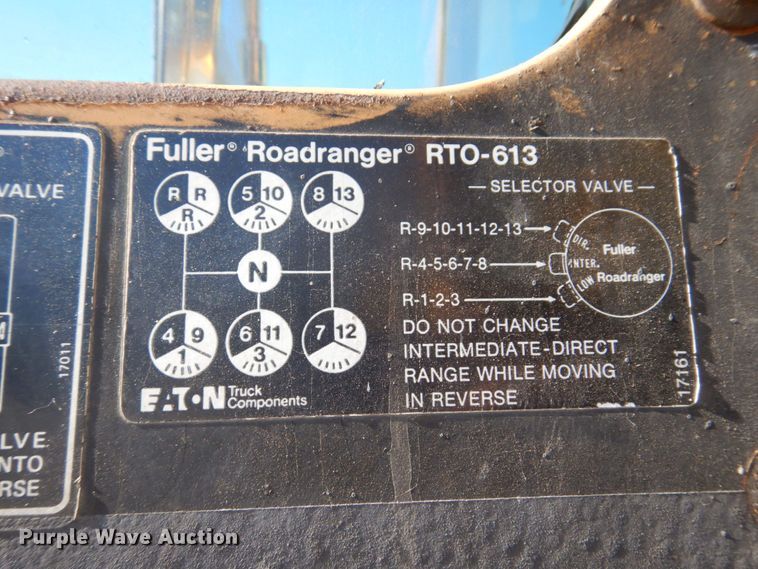 VALVE
M
17011
ALVE
NTO
RSE
Fuller® Roadranger® RTO-613
R R
R
5 10
2
8 13
N
4 9
1
6 11
3
7 12
EATON Truck
Components
— SELECTOR VALVE —
R-9-10-11-12-13
R-4-5-6-7-8
R-1-2-3
DIR.
INTER.
LOW
Fuller
Roadranger
DO NOT CHANGE
INTERMEDIATE-DIRECT
RANGE WHILE MOVING
IN REVERSE
17161
Purple Wave Auction